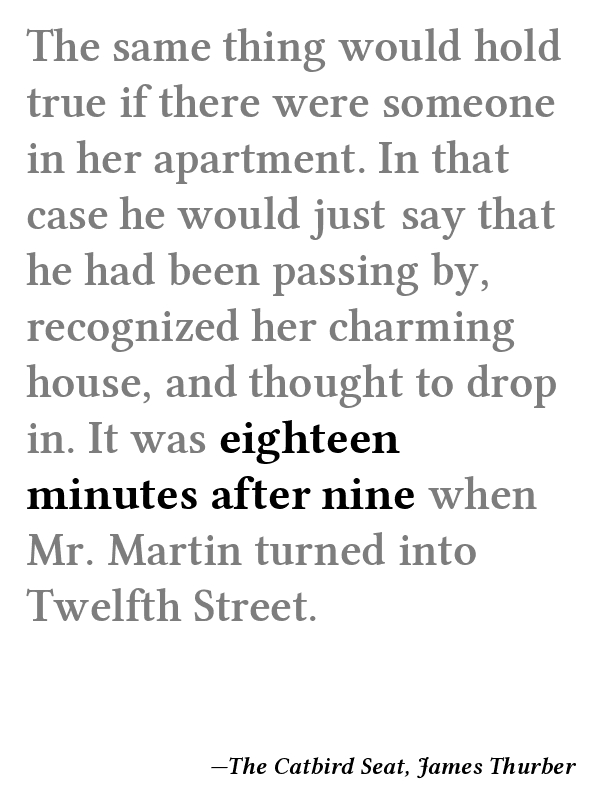 The same thing would hold
true if there were someone
in her apartment. In that
case he would just say that
he had been passing by,
recognized her charming
house, and thought to drop
in. It was eighteen
minutes after nine when
Mr. Martin turned into
Twelfth Street.
—The Catbird Seat, James Thurber